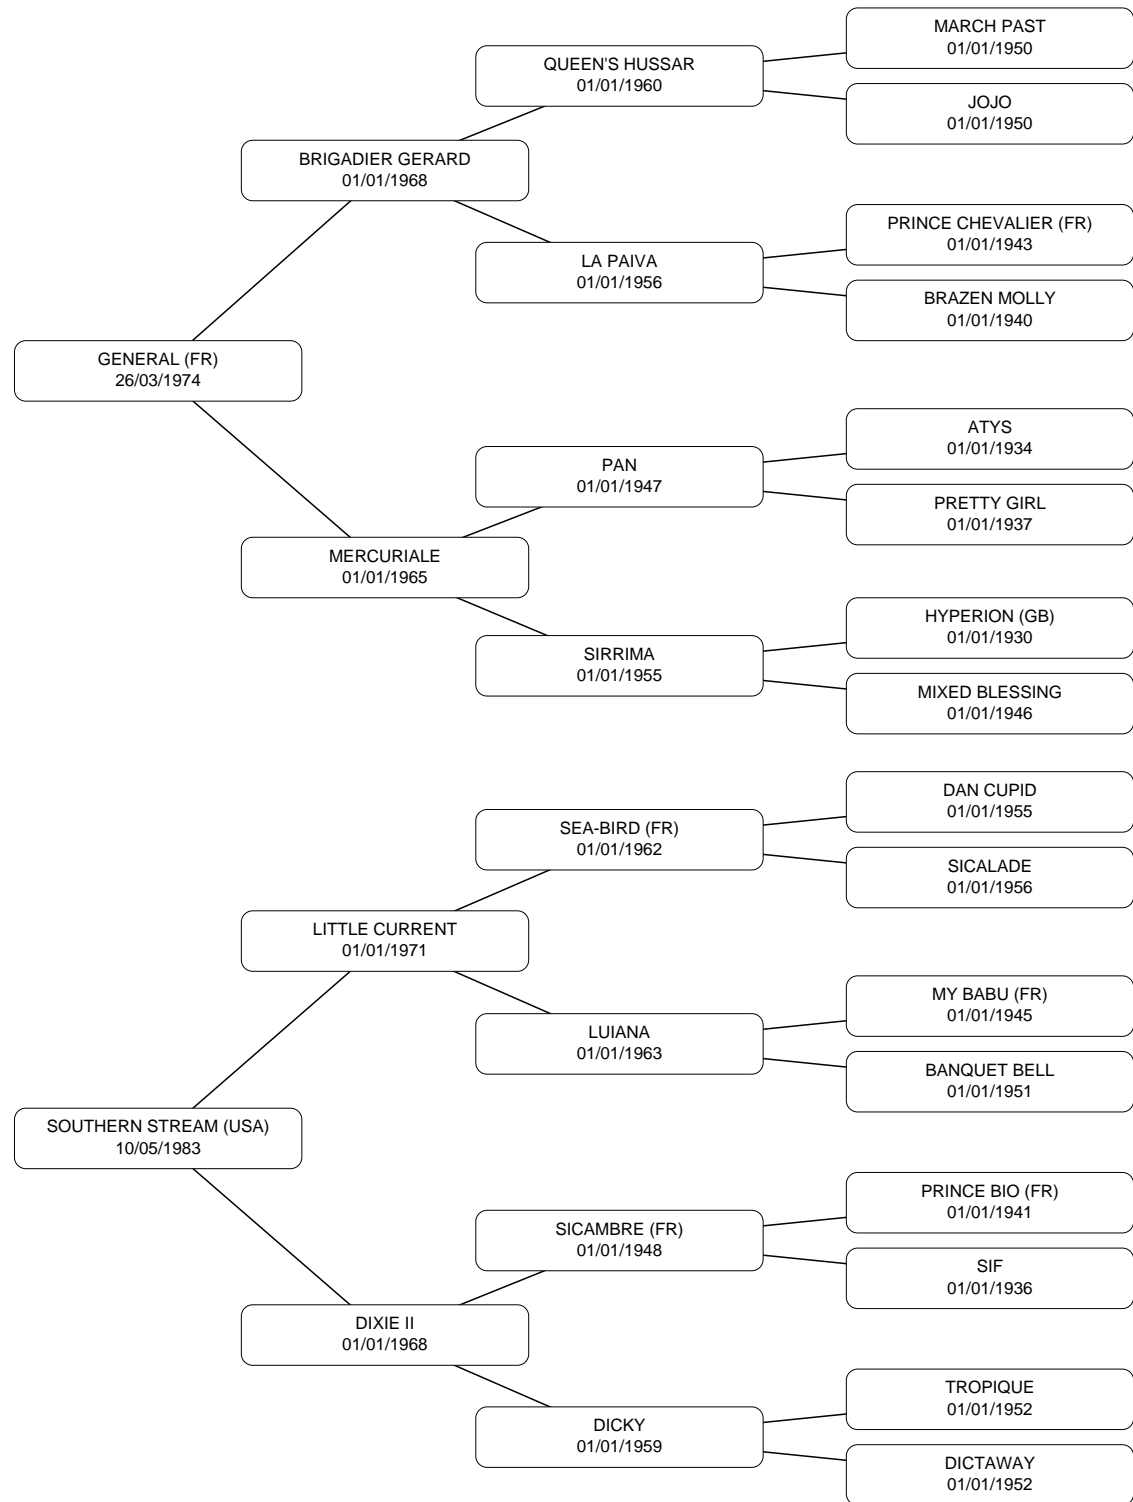 MARCH PAST
01/01/1950
QUEEN'S HUSSAR
01/01/1960
JOJO
01/01/1950
BRIGADIER GERARD
01/01/1968
PRINCE CHEVALIER (FR)
01/01/1943
LA PAIVA
01/01/1956
BRAZEN MOLLY
01/01/1940
GENERAL (FR)
26/03/1974
ATYS
01/01/1934
PAN
01/01/1947
PRETTY GIRL
01/01/1937
MERCURIALE
01/01/1965
HYPERION (GB)
01/01/1930
SIRRIMA
01/01/1955
MIXED BLESSING
01/01/1946
DAN CUPID
01/01/1955
SEA-BIRD (FR)
01/01/1962
SICALADE
01/01/1956
LITTLE CURRENT
01/01/1971
MY BABU (FR)
01/01/1945
LUIANA
01/01/1963
BANQUET BELL
01/01/1951
SOUTHERN STREAM (USA)
10/05/1983
PRINCE BIO (FR)
01/01/1941
SICAMBRE (FR)
01/01/1948
SIF
01/01/1936
DIXIE II
01/01/1968
TROPIQUE
01/01/1952
DICKY
01/01/1959
DICTAWAY
01/01/1952